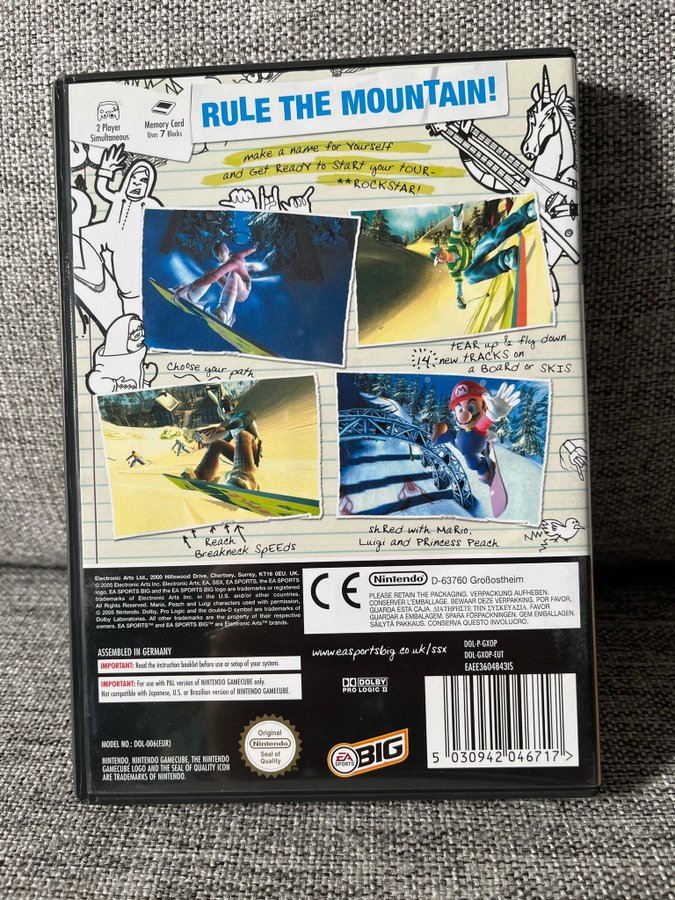 2 Player
Simultaneous
Memory Card
Uses 7 Blocks
RULE THE MOUNTAIN!
make a name for Yourself
and Get Ready to StaRt your tOUR-
**ROCKSTAR!
tEAR up & fly down
14 new tRACKS on
a BoaRd or SKIS
Choose your path
Reach
Breakneck SpEEds
shRed with MaRio,
Luigi and PRincess Peach
Electronic Arts Ltd., 2000 Hillswood Drive, Chertsey, Surrey, KT16 0EU. UK.
© 2005 Electronic Arts Inc. Electronic Arts, EA, SSX, EA SPORTS, the EA SPORTS
logo, EA SPORTS BIG and the EA SPORTS BIG logo are trademarks or registered
trademarks of Electronic Arts Inc. in the U.S. and/or other countries.
All Rights Reserved. Mario, Peach and Luigi characters used with permission,
© 2005 Nintendo. Dolby, Pro Logic and the double-D symbol are trademarks of
Dolby Laboratories. All other trademarks are the property of their respective
owners. EA SPORTS™ and EA SPORTS BIG™ are Electronic Arts™ brands.
CE
Nintendo D-63760 Großostheim
PLEASE RETAIN THE PACKAGING. VERPACKUNG AUFHEBEN.
CONSERVER L'EMBALLAGE. BEWAAR DEZE VERPAKKING. FAVOR
GUARDA ESTA CAJA. ΔΙΑΤΗΡΗΣΤΕ ΤΗΝ ΣΥΣΚΕΥΑΣΙΑ. FAVOR
GUARDAR A EMBALAGEM. SPARA FÖRPACKNINGEN. GEM EMBALLAGEN.
SÄILYTÄ PAKKAUS. CONSERVA QUESTO INVOLUCRO.
ASSEMBLED IN GERMANY
IMPORTANT: Read the instruction booklet before use or setup of your system.
IMPORTANT: For use with PAL version of NINTENDO GAMECUBE only.
Not compatible with Japanese, U.S. or Brazilian version of NINTENDO GAMECUBE.
www.easportsbig.co.uk/ssx
DOL-P-GXOP
DOL-GXOP-EUT
EAEE3604843IS
DOLBY
PRO LOGIC II
MODEL NO.: DOL-006(EUR)
NINTENDO, NINTENDO GAMECUBE, THE NINTENDO
GAMECUBE LOGO AND THE SEAL OF QUALITY ICON
ARE TRADEMARKS OF NINTENDO.
Original
Nintendo
Seal of
Quality
EA
SPORTS
BIG
5 030942 046717 >